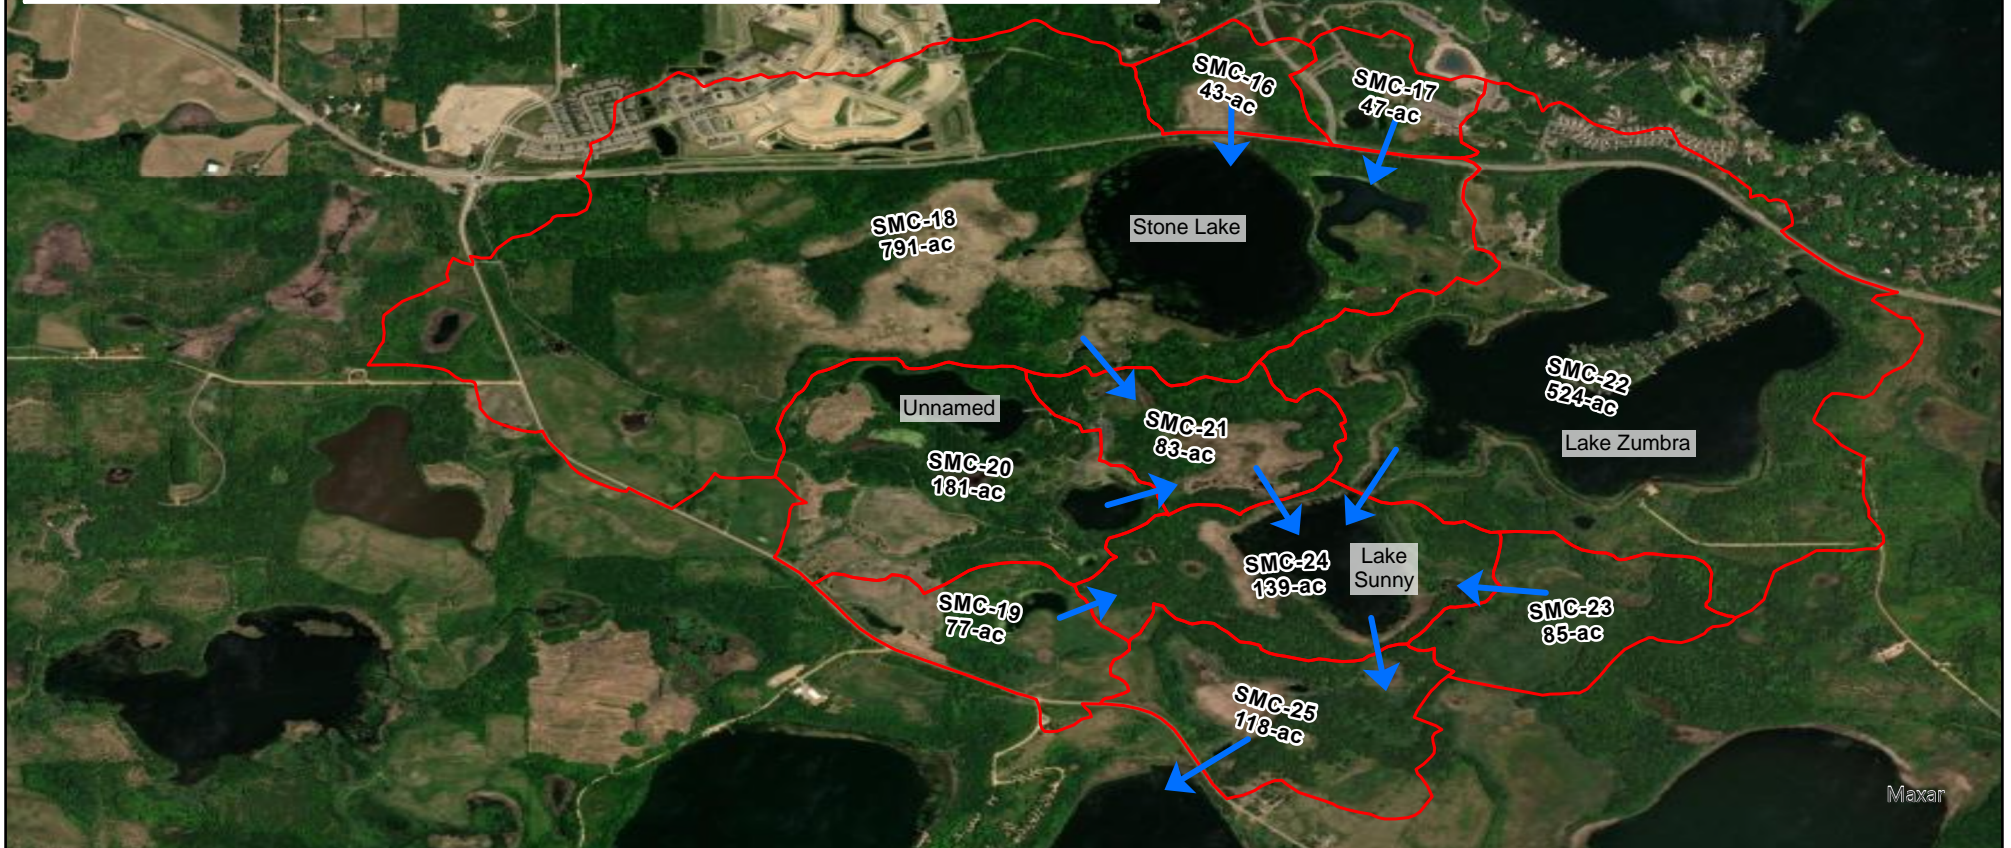 SMC-16
43-ac
SMC-17
47-ac
SMC-18
791-ac
Stone Lake
SMC-22
524-ac
Lake Zumbra
Unnamed
SMC-21
83-ac
SMC-20
181-ac
SMC-24
139-ac
Lake
Sunny
SMC-23
85-ac
SMC-19
77-ac
SMC-25
118-ac
Maxar